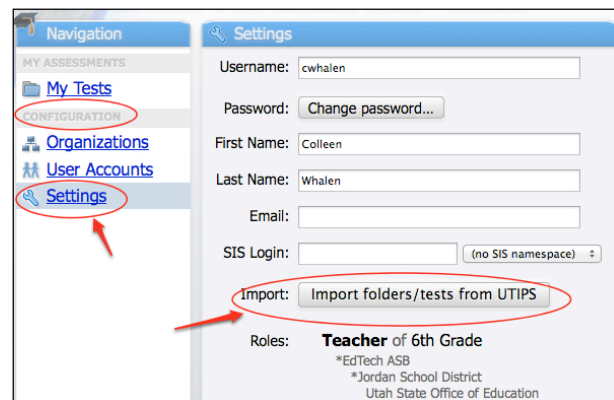 Navigation
MY ASSESSMENTS
My Tests
CONFIGURATION
Organizations
User Accounts
Settings
Settings
Username: cwhalen
Password: Change password...
First Name: Colleen
Last Name: Whalen
Email:
SIS Login: (no SIS namespace)
Import: Import folders/tests from UTIPS
Roles: Teacher of 6th Grade
*EdTech ASB
*Jordan School District
Utah State Office of Education